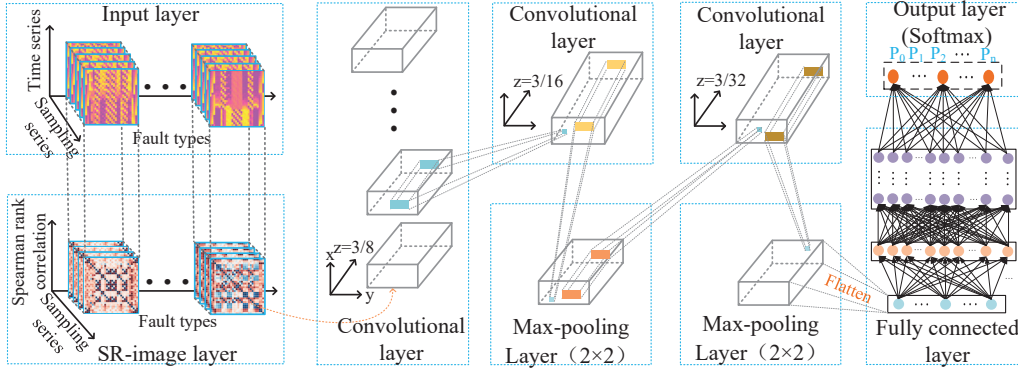 Input layer
Time series
Sampling
series
Fault types
Spearman rank
correlation
Sampling
series
Fault types
SR-image layer
x
z=3/8
y
Convolutional
layer
Convolutional
layer
z=3/16
Max-pooling
Layer（2×2）
Convolutional
layer
z=3/32
Max-pooling
Layer（2×2）
Flatten
Output layer
(Softmax)
P0 P1 P2 ··· Pn
Fully connected
layer